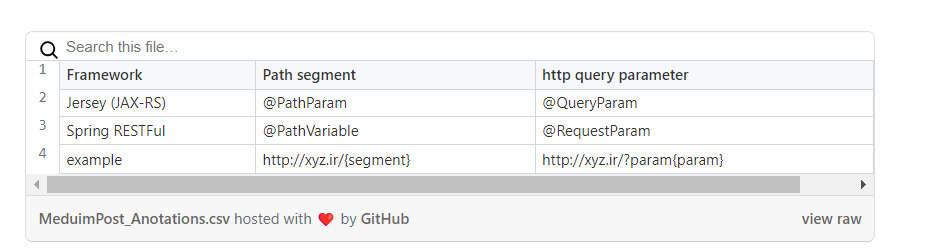 Search this file…
1 Framework Path segment http query parameter
2 Jersey (JAX-RS) @PathParam @QueryParam
3 Spring RESTFul @PathVariable @RequestParam
4 example http://xyz.ir/{segment} http://xyz.ir/?param{param}
MeduimPost_Anotations.csv hosted with ❤ by GitHub view raw